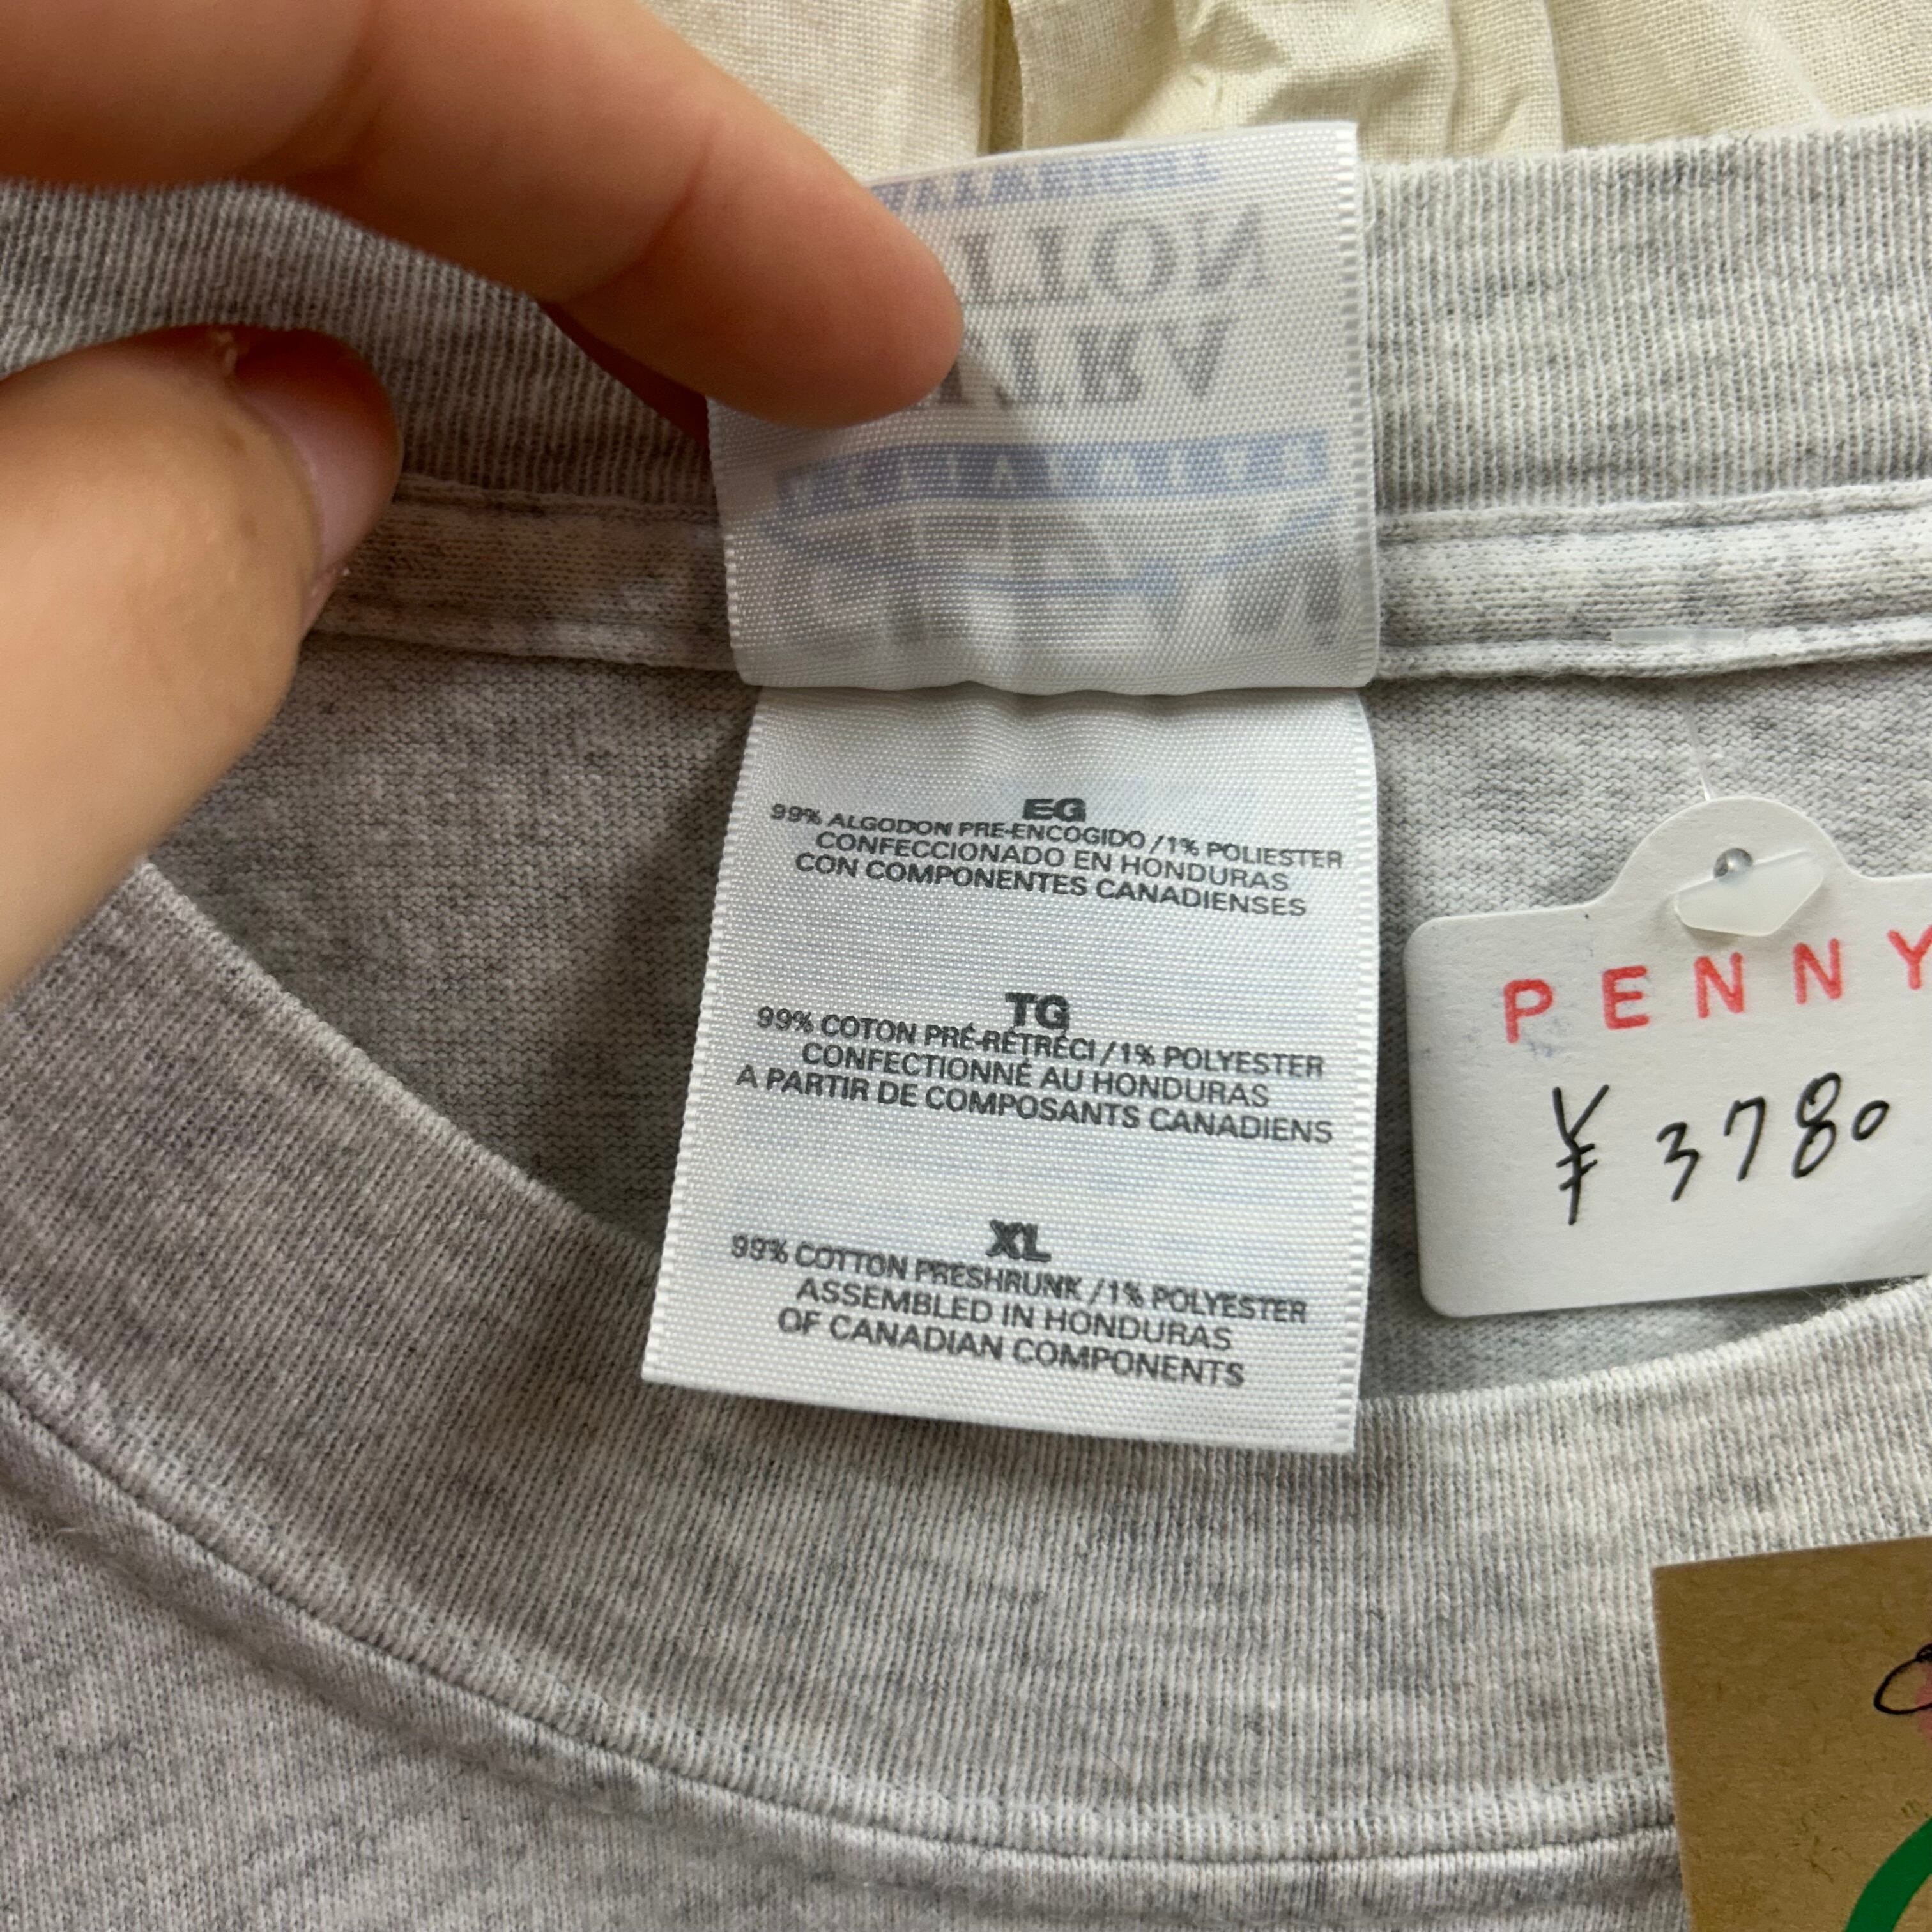 EG
99% ALGODON PRE-ENCOGIDO / 1% POLIESTER
CONFECCIONADO EN HONDURAS
CON COMPONENTES CANADIENSES
TG
99% COTON PRÉ-RÉTRÉCI / 1% POLYESTER
CONFECTIONNÉ AU HONDURAS
A PARTIR DE COMPOSANTS CANADIENS
XL
99% COTTON PRESHRUNK / 1% POLYESTER
ASSEMBLED IN HONDURAS
OF CANADIAN COMPONENTS
PENNY
¥3780